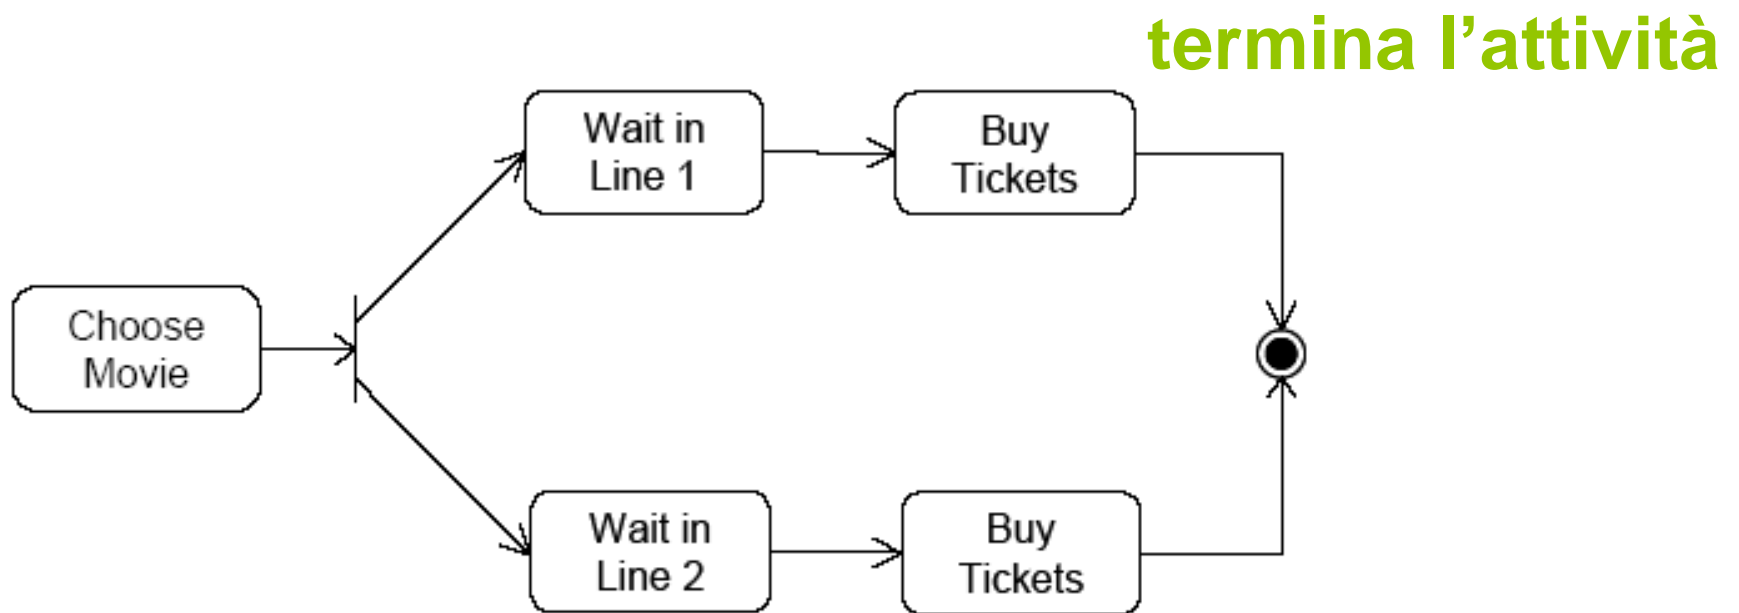 termina l’attività
Wait in
Line 1
Buy
Tickets
Choose
Movie
Wait in
Line 2
Buy
Tickets